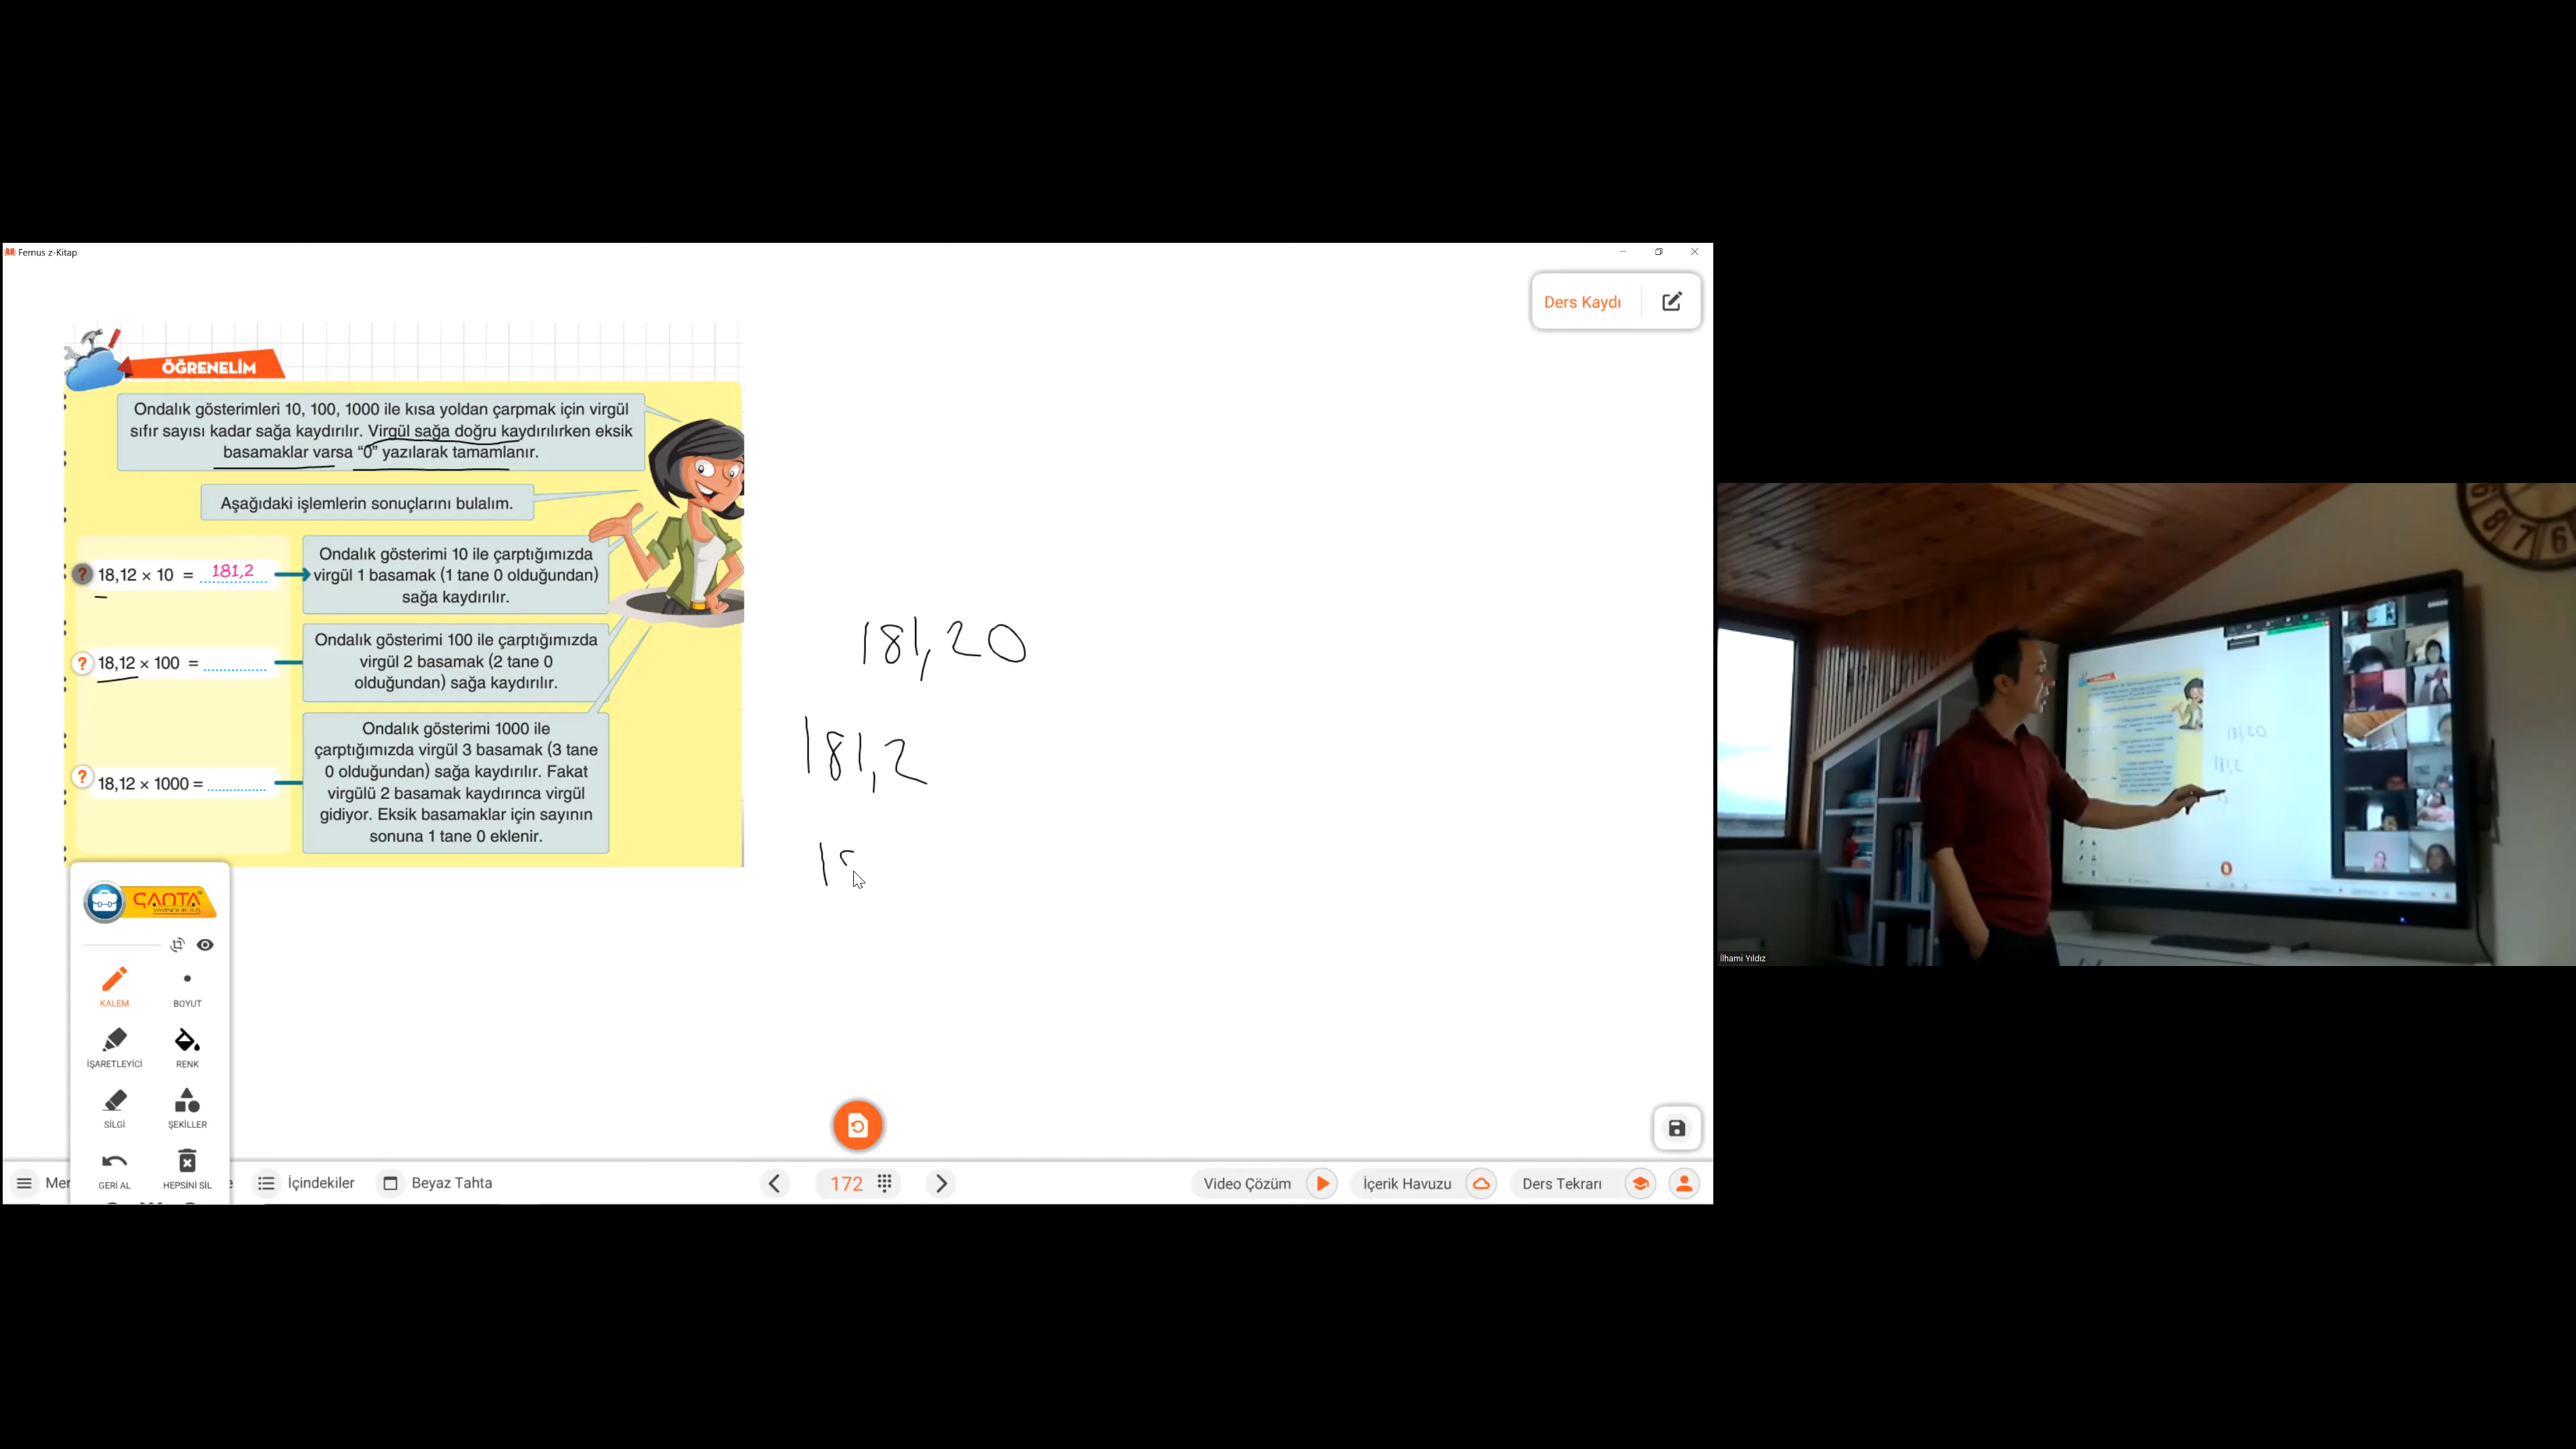 Fernus z-Kitap
Ders Kaydı
ÖĞRENELİM
Ondalık gösterimleri 10, 100, 1000 ile kısa yoldan çarpmak için virgül
sıfır sayısı kadar sağa kaydırılır. Virgül sağa doğru kaydırılırken eksik
basamaklar varsa “0” yazılarak tamamlanır.
Aşağıdaki işlemlerin sonuçlarını bulalım.
? 18,12 × 10 = 181,2
Ondalık gösterimi 10 ile çarptığımızda
virgül 1 basamak (1 tane 0 olduğundan)
sağa kaydırılır.
? 18,12 × 100 = ..............
Ondalık gösterimi 100 ile çarptığımızda
virgül 2 basamak (2 tane 0
olduğundan) sağa kaydırılır.
? 18,12 × 1000 = ..............
Ondalık gösterimi 1000 ile
çarptığımızda virgül 3 basamak (3 tane
0 olduğundan) sağa kaydırılır. Fakat
virgülü 2 basamak kaydırınca virgül
gidiyor. Eksik basamaklar için sayının
sonuna 1 tane 0 eklenir.
181,20
181,2
ÇANTA
KALEM
BOYUT
İŞARETLEYİCİ
RENK
SİLGİ
ŞEKİLLER
GERİ AL
HEPSİNİ SİL
İçindekiler
Beyaz Tahta
172
Video Çözüm
İçerik Havuzu
Ders Tekrarı
İlhami Yıldız
181,20
181,2